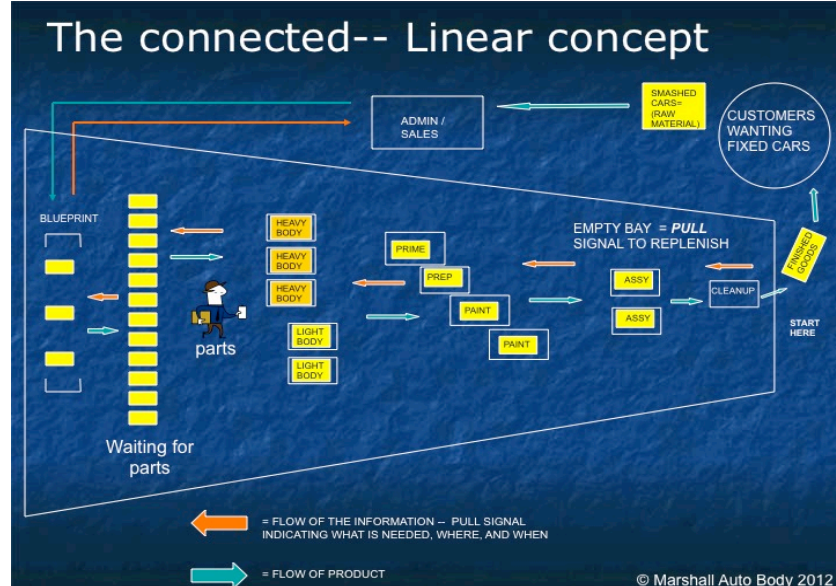 The connected-- Linear concept
SMASHED
CARS=
(RAW
MATERIAL)
ADMIN /
SALES
CUSTOMERS
WANTING
FIXED CARS
BLUEPRINT
HEAVY
BODY
HEAVY
BODY
HEAVY
BODY
LIGHT
BODY
LIGHT
BODY
parts
Waiting for
parts
PRIME
PREP
PAINT
PAINT
EMPTY BAY = PULL
SIGNAL TO REPLENISH
ASSY
ASSY
CLEANUP
FINISHED
GOODS
START
HERE
= FLOW OF THE INFORMATION -- PULL SIGNAL
INDICATING WHAT IS NEEDED, WHERE, AND WHEN
= FLOW OF PRODUCT
© Marshall Auto Body 2012